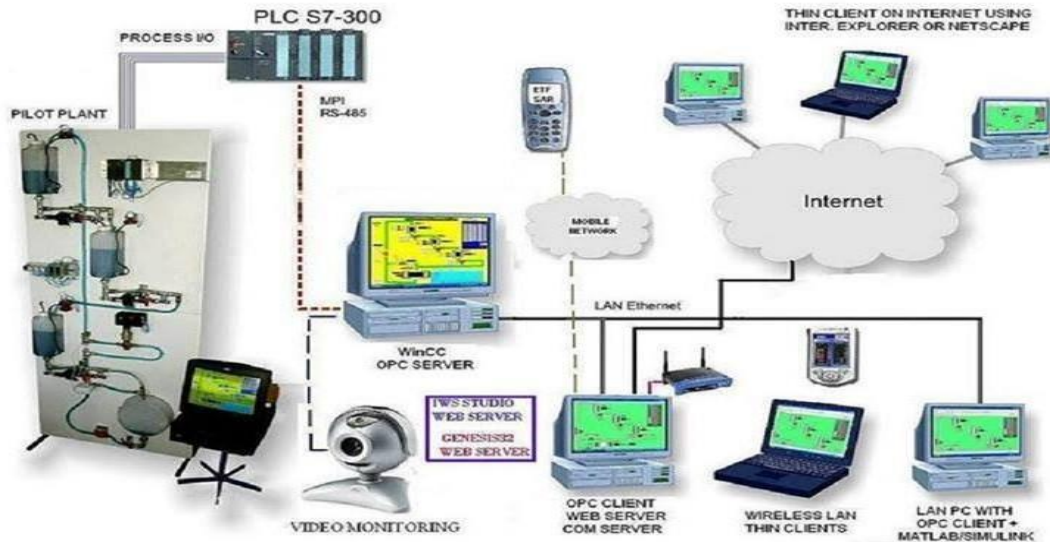 PLC S7-300
PROCESS I/O
THIN CLIENT ON INTERNET USING
INTER. EXPLORER OR NETSCAPE
MPI
RS-485
PILOT PLANT
ETF
SAR
Internet
MOBILE
NETWORK
LAN Ethernet
WinCC
OPC SERVER
IWS STUDIO
WEB SERVER
GENESIS32
WEB SERVER
VIDEO MONITORING
OPC CLIENT
WEB SERVER
COM SERVER
WIRELESS LAN
THIN CLIENTS
LAN PC WITH
OPC CLIENT +
MATLAB/SIMULINK